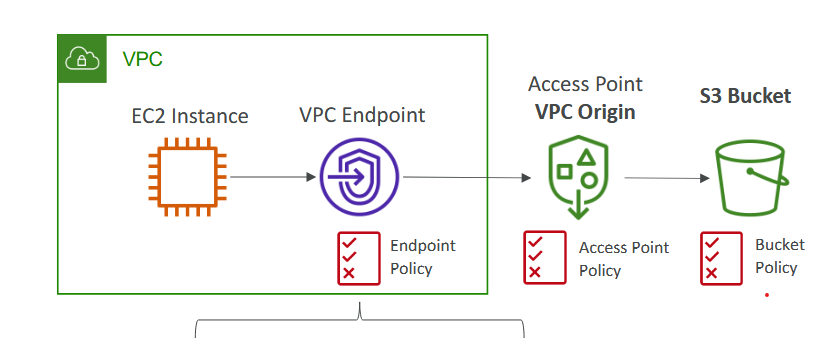 VPC
EC2 Instance
VPC Endpoint
Access Point
VPC Origin
S3 Bucket
Endpoint
Policy
Access Point
Policy
Bucket
Policy